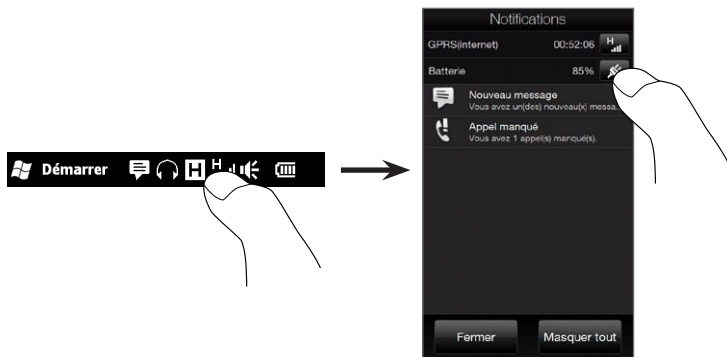 Démarrer
H
H
Notifications
GPRS(internet) 00:52:06 H
Batterie 85%
Nouveau message
Vous avez un(des) nouveau(x) messa...
Appel manqué
Vous avez 1 appel(s) manqué(s).
Fermer Masquer tout